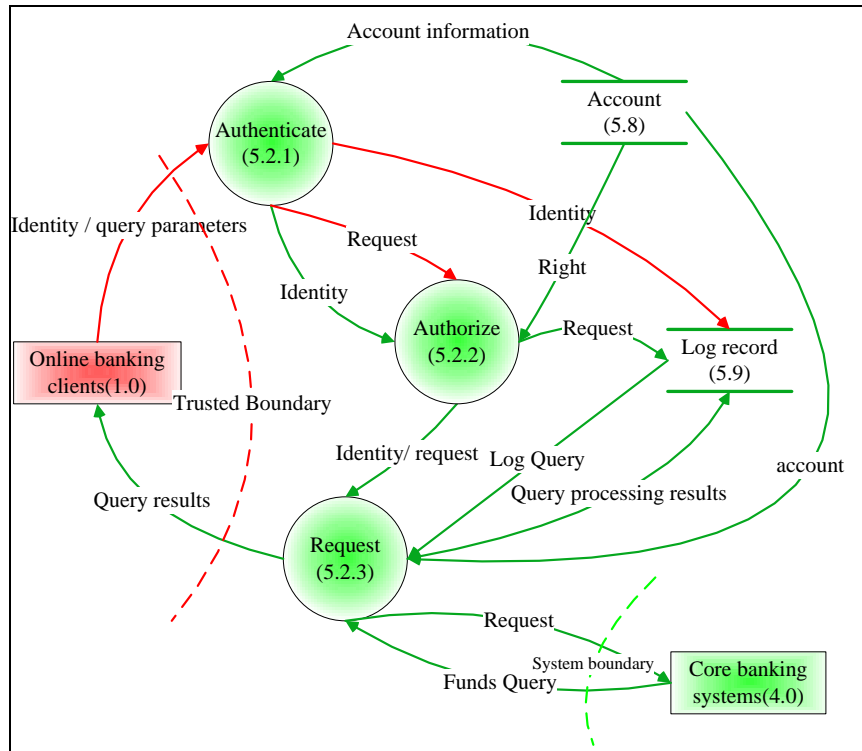 Account information
Account
(5.8)
Authenticate
(5.2.1)
Identity / query parameters
Identity
Request
Right
Identity
Authorize
(5.2.2)
Request
Log record
(5.9)
Online banking
clients(1.0)
Trusted Boundary
Identity/ request
Log Query
account
Query results
Query processing results
Request
(5.2.3)
Request
System boundary
Funds Query
Core banking
systems(4.0)